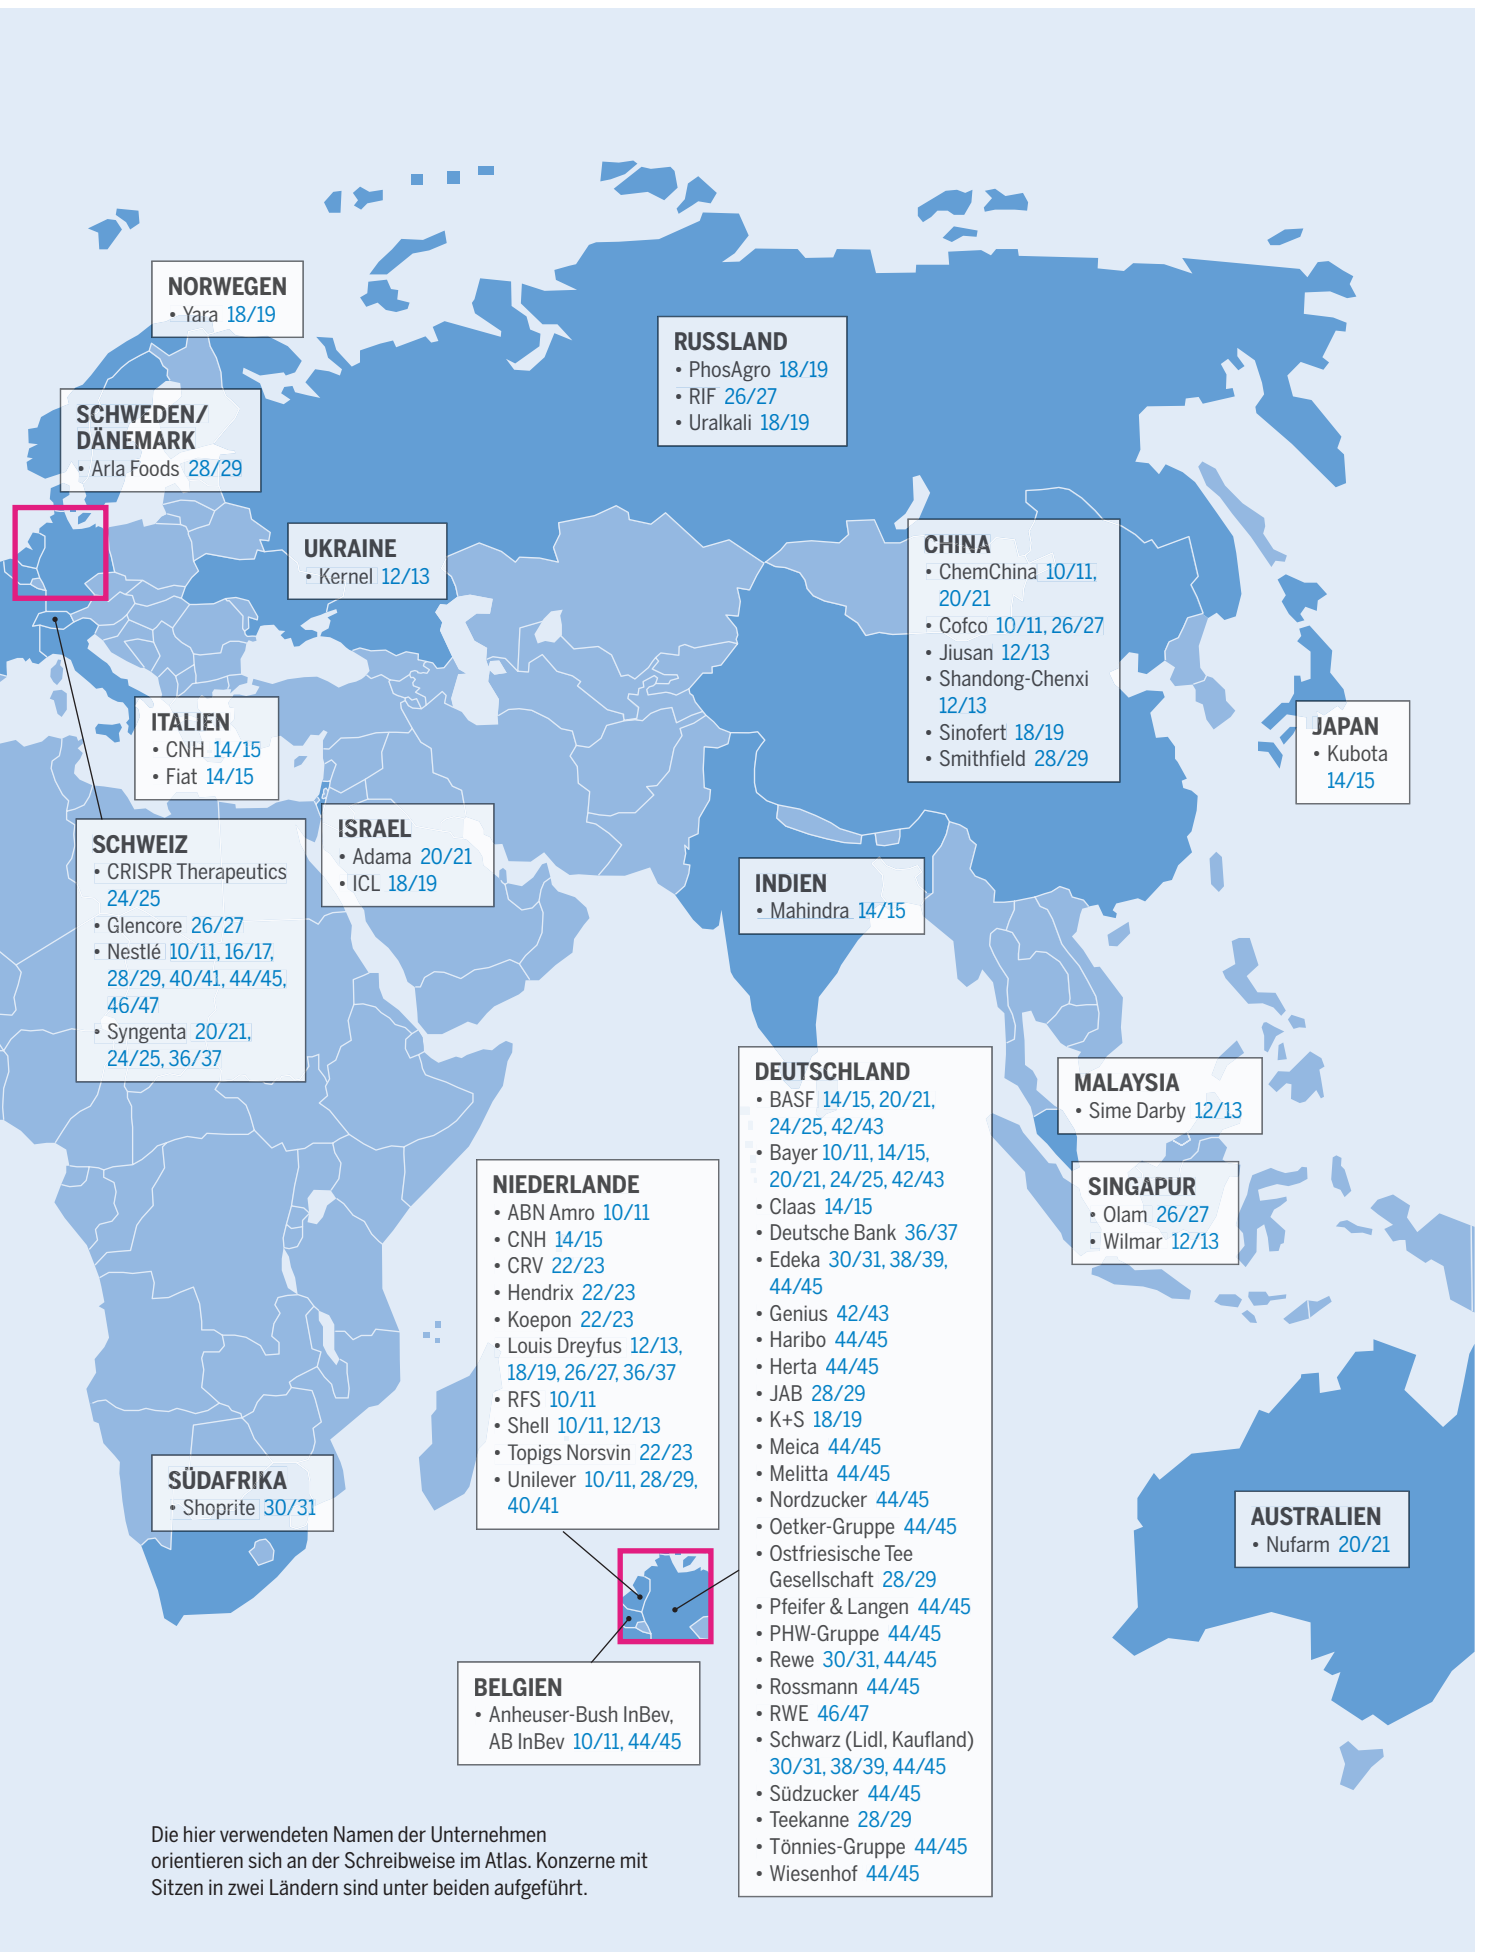 NORWEGEN
• Yara 18/19
SCHWEDEN/
DÄNEMARK
• Arla Foods 28/29
RUSSLAND
• PhosAgro 18/19
• RIF 26/27
• Uralkali 18/19
UKRAINE
• Kernel 12/13
CHINA
• ChemChina 10/11,
20/21
• Cofco 10/11, 26/27
• Jiusan 12/13
• Shandong-Chenxi
12/13
• Sinofert 18/19
• Smithfield 28/29
ITALIEN
• CNH 14/15
• Fiat 14/15
JAPAN
• Kubota
14/15
SCHWEIZ
• CRISPR Therapeutics
24/25
• Glencore 26/27
• Nestlé 10/11, 16/17,
28/29, 40/41, 44/45,
46/47
• Syngenta 20/21,
24/25, 36/37
ISRAEL
• Adama 20/21
• ICL 18/19
INDIEN
• Mahindra 14/15
DEUTSCHLAND
• BASF 14/15, 20/21,
24/25, 42/43
• Bayer 10/11, 14/15,
20/21, 24/25, 42/43
• Claas 14/15
• Deutsche Bank 36/37
• Edeka 30/31, 38/39,
44/45
• Genius 42/43
• Haribo 44/45
• Herta 44/45
• JAB 28/29
• K+S 18/19
• Meica 44/45
• Melitta 44/45
• Nordzucker 44/45
• Oetker-Gruppe 44/45
• Ostfriesische Tee
Gesellschaft 28/29
• Pfeifer & Langen 44/45
• PHW-Gruppe 44/45
• Rewe 30/31, 44/45
• Rossmann 44/45
• RWE 46/47
• Schwarz (Lidl, Kaufland)
30/31, 38/39, 44/45
• Südzucker 44/45
• Teekanne 28/29
• Tönnies-Gruppe 44/45
• Wiesenhof 44/45
MALAYSIA
• Sime Darby 12/13
SINGAPUR
• Olam 26/27
• Wilmar 12/13
NIEDERLANDE
• ABN Amro 10/11
• CNH 14/15
• CRV 22/23
• Hendrix 22/23
• Koepon 22/23
• Louis Dreyfus 12/13,
18/19, 26/27, 36/37
• RFS 10/11
• Shell 10/11, 12/13
• Topigs Norsvin 22/23
• Unilever 10/11, 28/29,
40/41
SÜDAFRIKA
• Shoprite 30/31
AUSTRALIEN
• Nufarm 20/21
BELGIEN
• Anheuser-Bush InBev,
AB InBev 10/11, 44/45
Die hier verwendeten Namen der Unternehmen
orientieren sich an der Schreibweise im Atlas. Konzerne mit
Sitzen in zwei Ländern sind unter beiden aufgeführt.